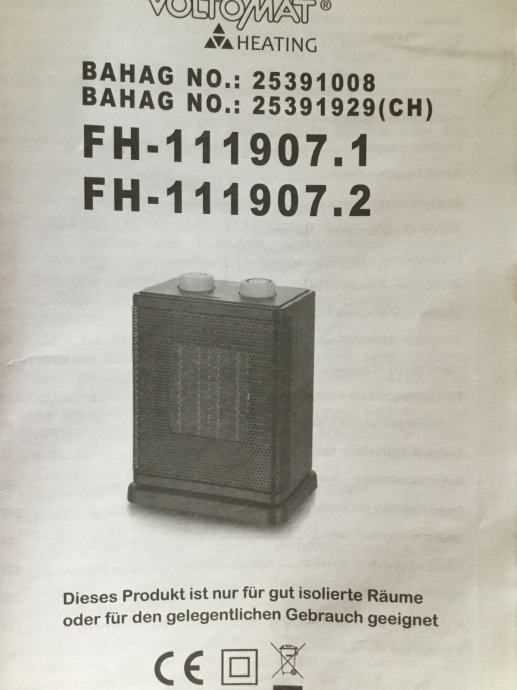 VOLTOMAT®
HEATING
BAHAG NO.: 25391008
BAHAG NO.: 25391929(CH)
FH-111907.1
FH-111907.2
Dieses Produkt ist nur für gut isolierte Räume
oder für den gelegentlichen Gebrauch geeignet
CE